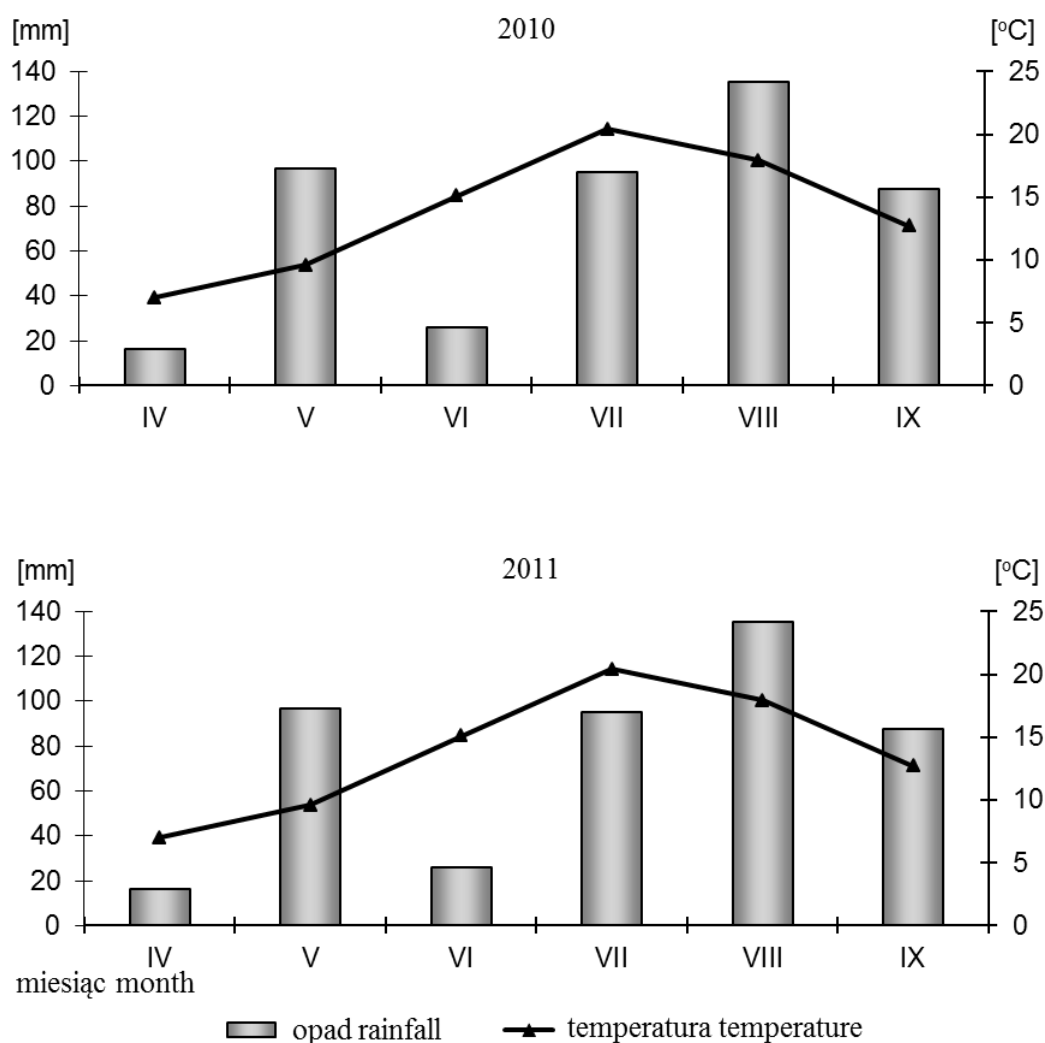 [mm] 2010 [°C]
140 25
120 20
100
80 15
60 10
40
20 5
0 0
IV V VI VII VIII IX
[mm] 2011 [°C]
140 25
120 20
100
80 15
60 10
40
20 5
0 0
IV V VI VII VIII IX
miesiąc month
opad rainfall temperatura temperature